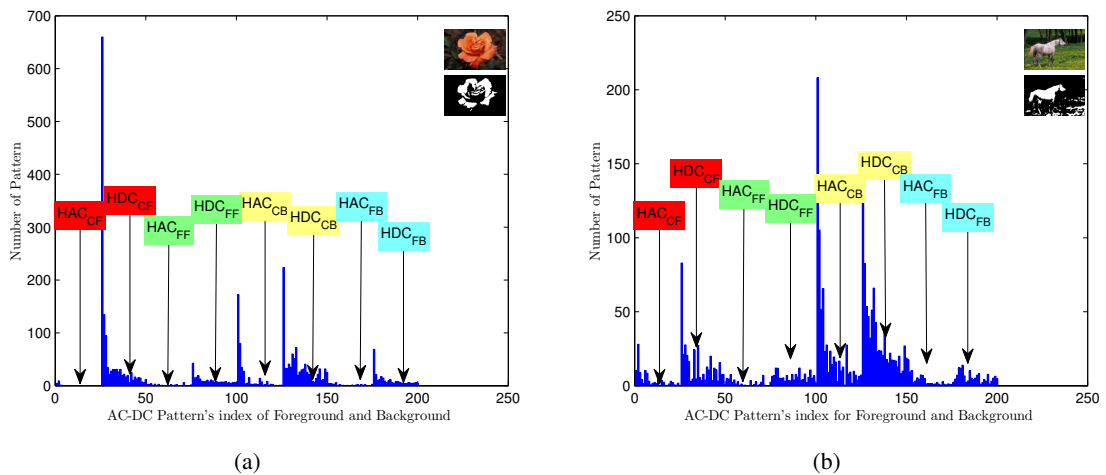 700
600
500
400
300
200
100
0
Number of Pattern
HAC_CF
HDC_CF
HAC_FF
HDC_FF
HAC_CB
HDC_CB
HAC_FB
HDC_FB
0 50 100 150 200 250
AC-DC Pattern's index of Foreground and Background
(a)
250
200
150
100
50
0
Number of Pattern
HAC_CF
HDC_CF
HAC_FF
HDC_FF
HAC_CB
HDC_CB
HAC_FB
HDC_FB
0 50 100 150 200 250
AC-DC Pattern's index for Foreground and Background
(b)